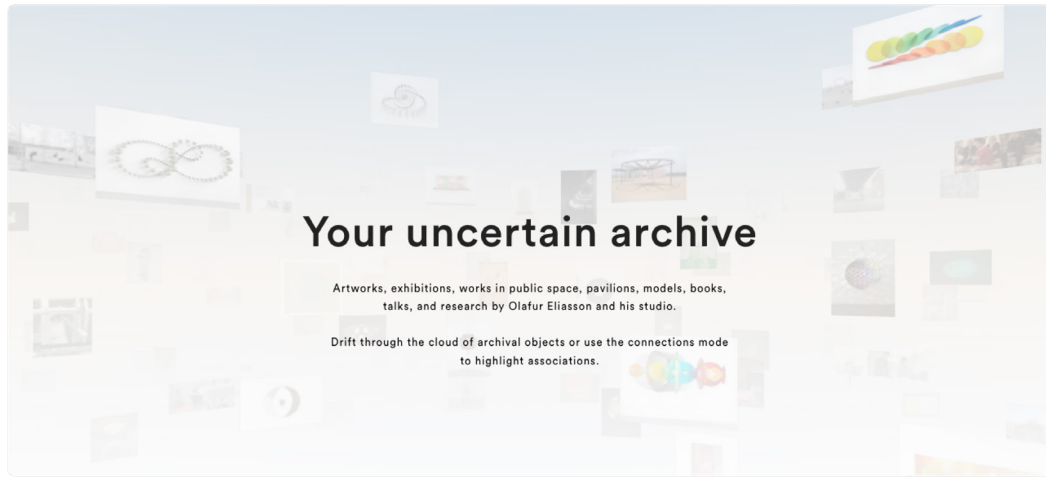 Your uncertain archive
Artworks, exhibitions, works in public space, pavilions, models, books,
talks, and research by Olafur Eliasson and his studio.
Drift through the cloud of archival objects or use the connections mode
to highlight associations.